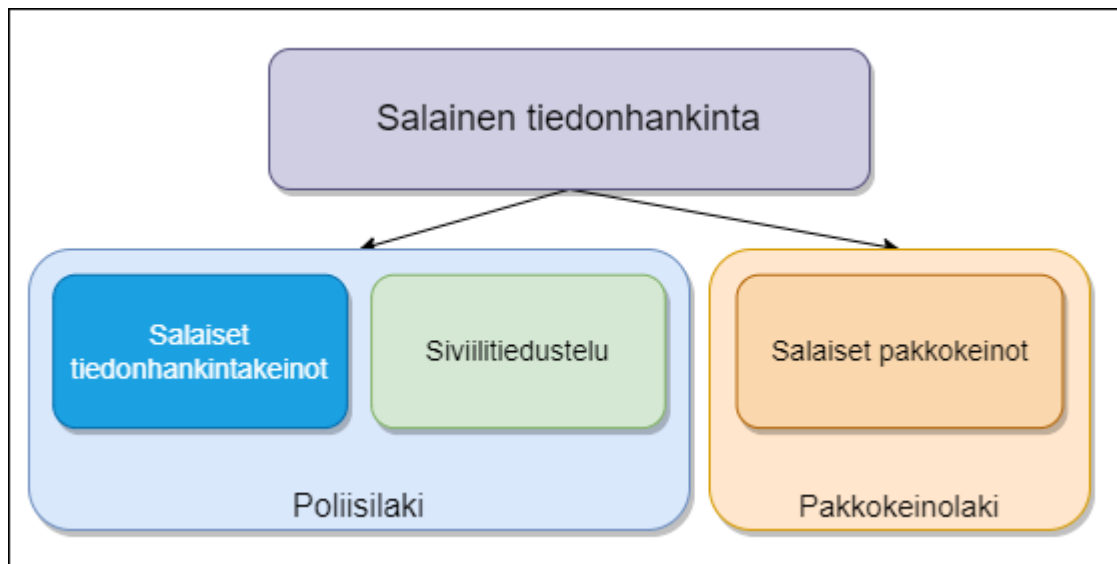 Salainen tiedonhankinta
Salaiset
tiedonhankintakeinot
Siviilitiedustelu
Salaiset pakkokeinot
Poliisilaki
Pakkokeinolaki